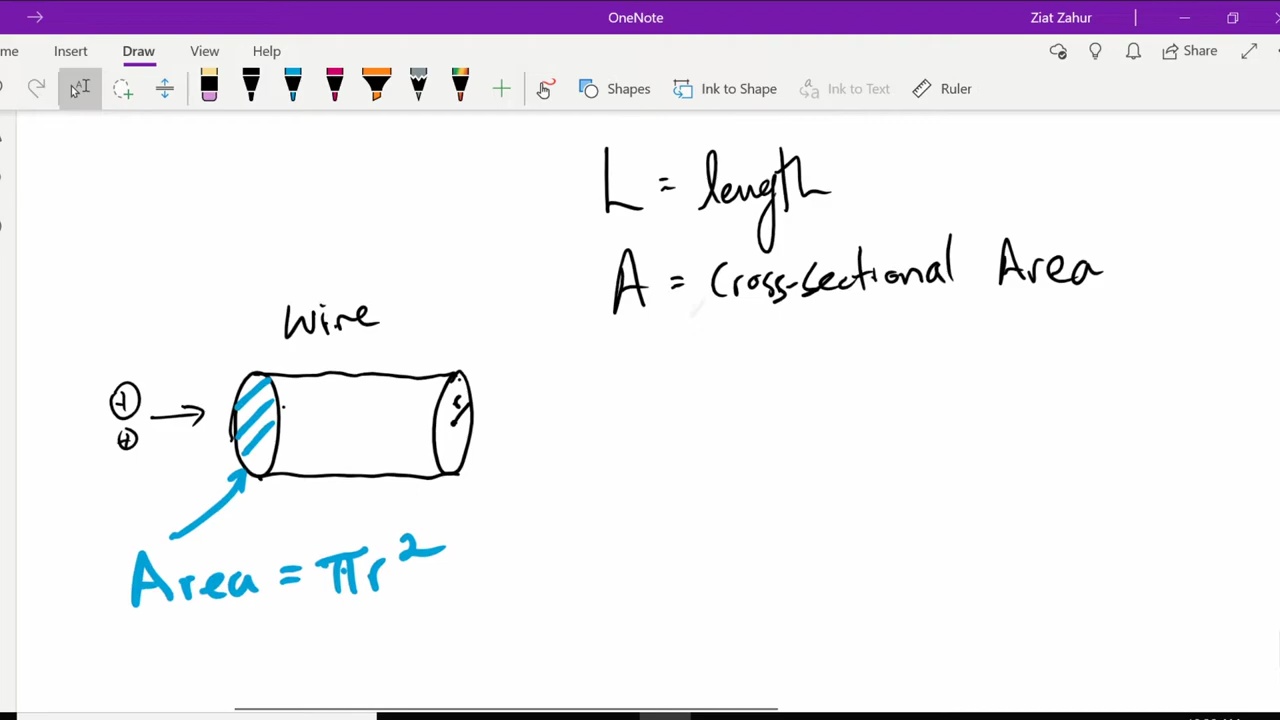 OneNote
Ziat Zahur
Insert Draw View Help
Share
Shapes
Ink to Shape
Ink to Text
Ruler
L = length
A = Cross-sectional Area
wire
+
+
r
Area = πr²